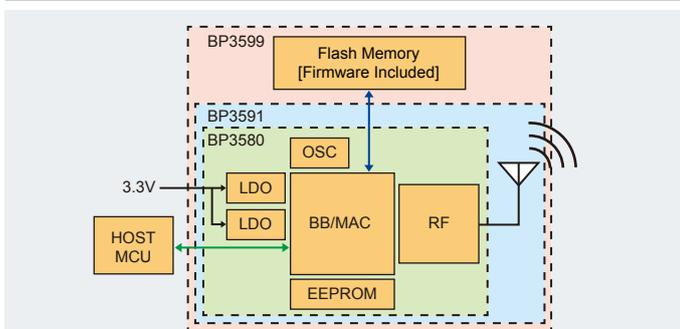 BP3599
Flash Memory
[Firmware Included]
BP3591
BP3580
OSC
3.3V
LDO
LDO
BB/MAC
RF
HOST
MCU
EEPROM